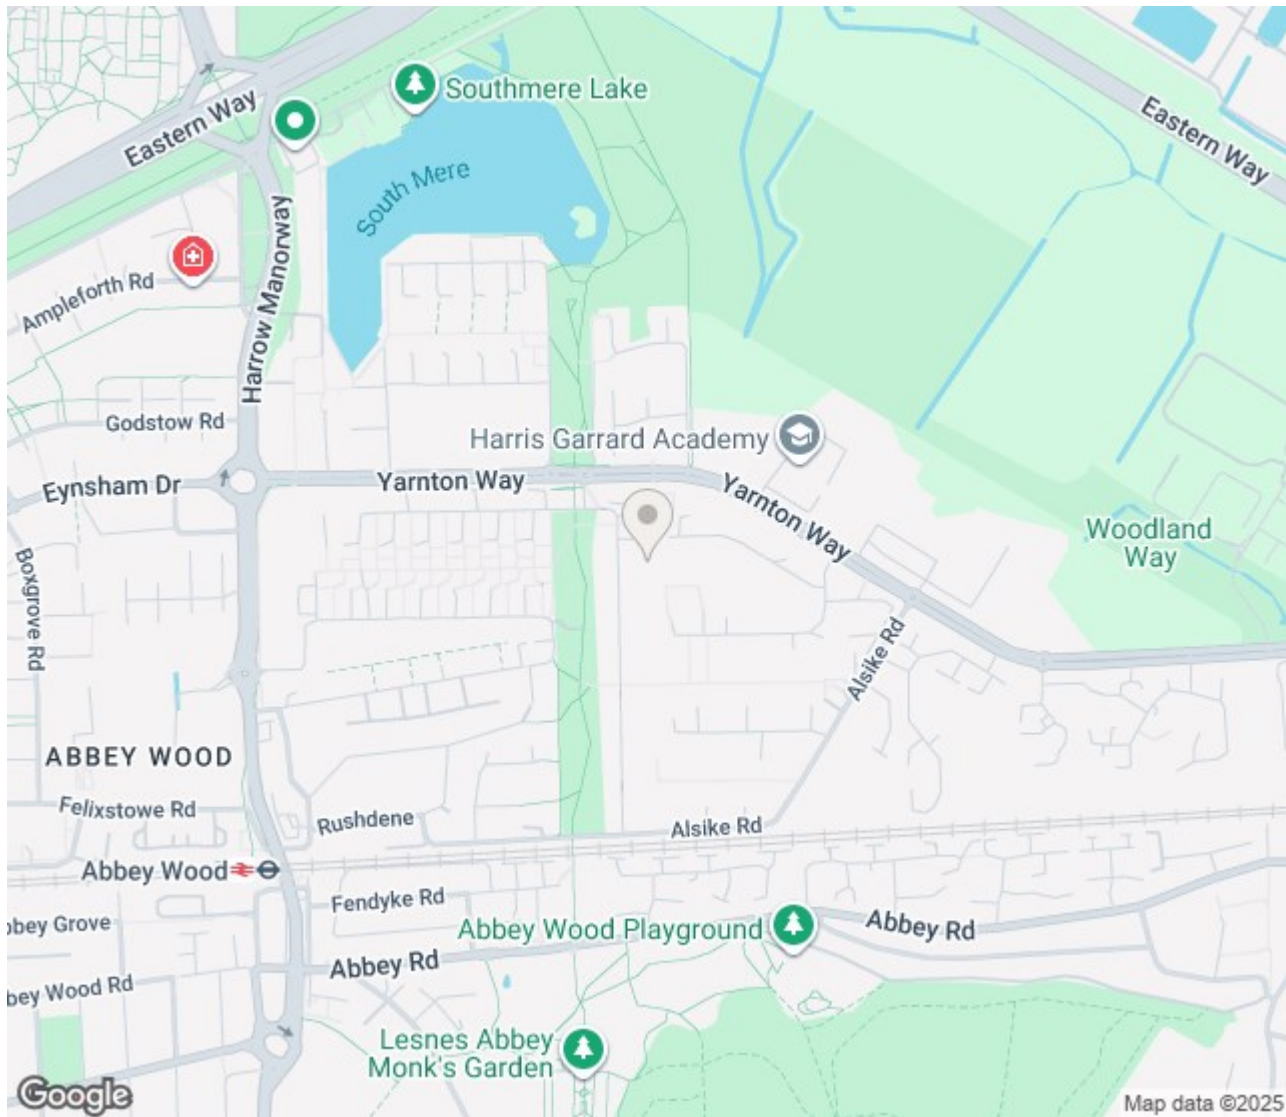 Southmere Lake
Eastern Way
Eastern Way
South Mere
Ampleforth Rd
Harrow Manorway
Godstow Rd
Harris Garrard Academy
Eynsham Dr
Yarnton Way
Yarnton Way
Woodland
Way
Boxgrove Rd
Alsike Rd
ABBEY WOOD
Felixstowe Rd
Rushdene
Alsike Rd
Abbey Wood
Fendyke Rd
bbey Grove
Abbey Wood Playground
Abbey Rd
Abbey Rd
bey Wood Rd
Lesnes Abbey
Monk's Garden
Google
Map data ©2025